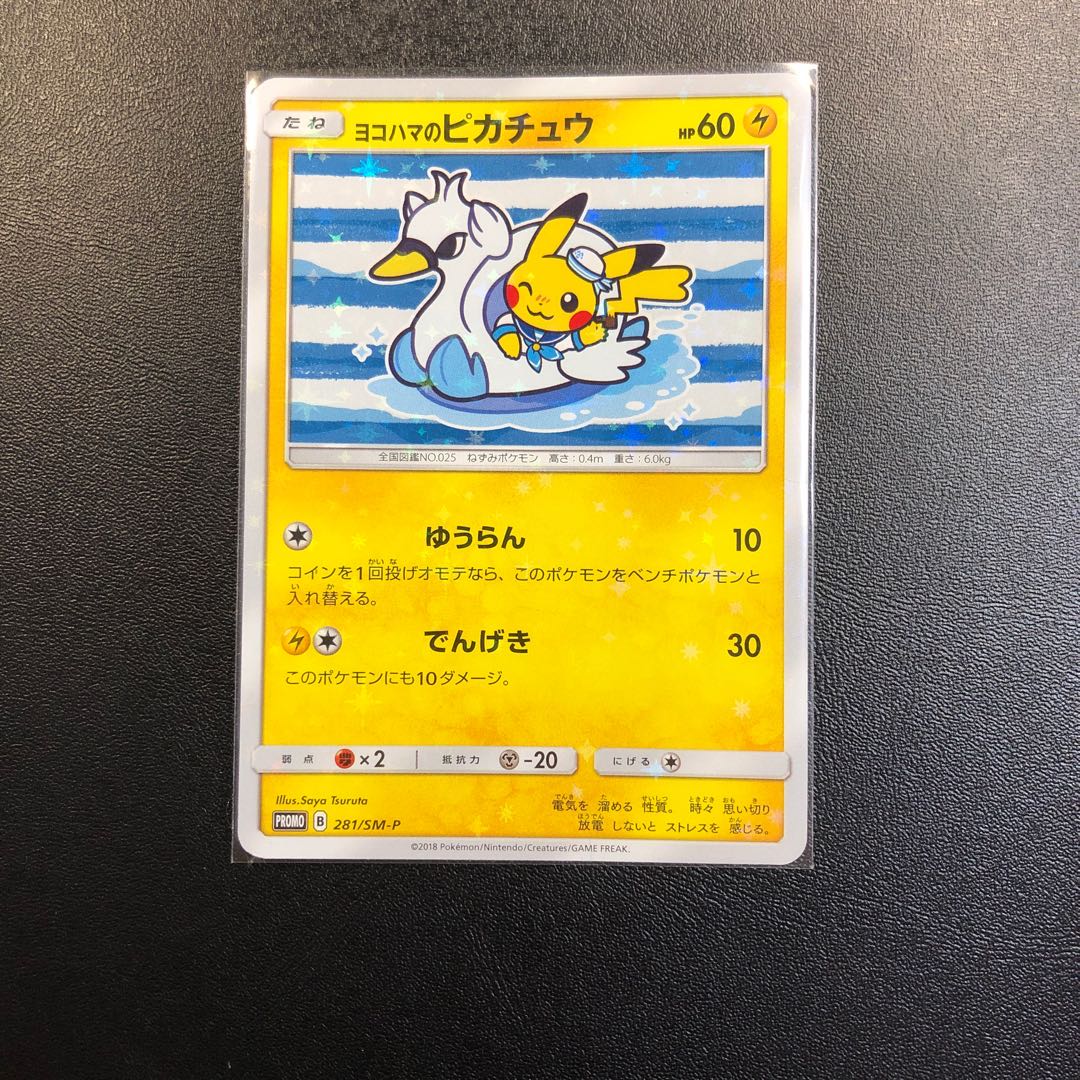 たね ヨコハマのピカチュウ HP60
全国図鑑NO.025 ねずみポケモン 高さ:0.4m 重さ:6.0kg
ゆうらん 10
コインを1回投げオモテなら、このポケモンをベンチポケモンと
入れ替える。
でんげき 30
このポケモンにも10ダメージ。
弱点 ×2 抵抗力 -20 にげる
Illus.Saya Tsuruta
PROMO B 281/SM-P
電気を 溜める 性質。 時々 思い切り
放電 しないと ストレスを 感じる。
©2018 Pokémon/Nintendo/Creatures/GAME FREAK.